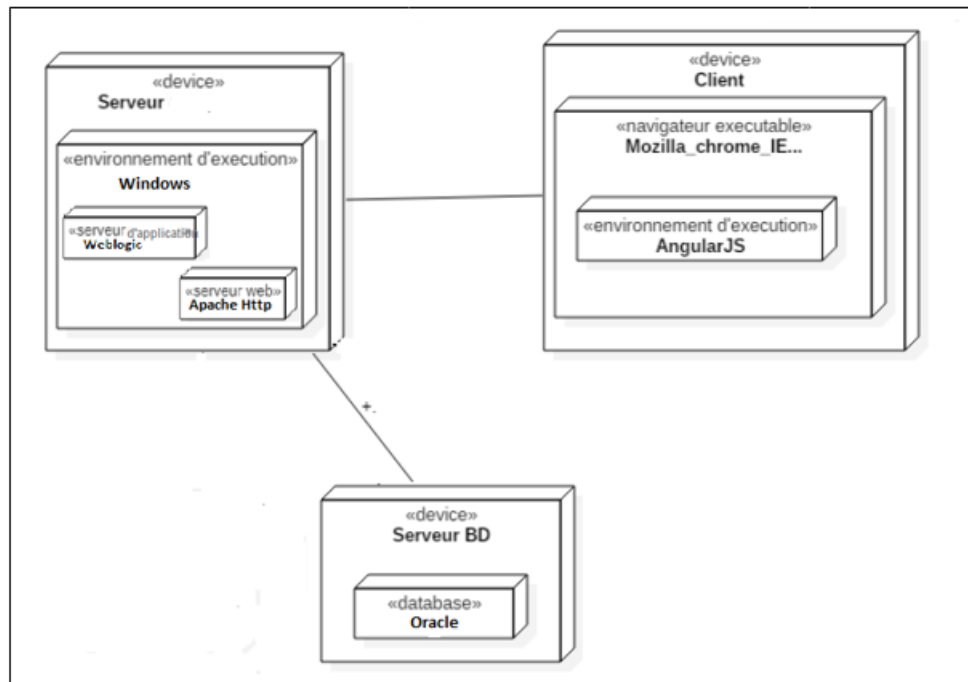 «device»
Serveur
«environnement d'execution»
Windows
«serveur d'application»
Weblogic
«serveur web»
Apache Http
«device»
Client
«navigateur executable»
Mozilla_chrome_IE...
«environnement d'execution»
AngularJS
+.
«device»
Serveur BD
«database»
Oracle